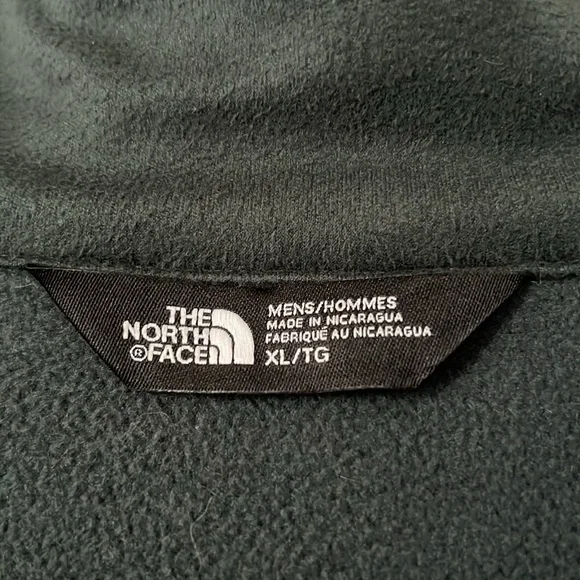 THE
NORTH
®FACE
MENS/HOMMES
MADE IN NICARAGUA
FABRIQUÉ AU NICARAGUA
XL/TG